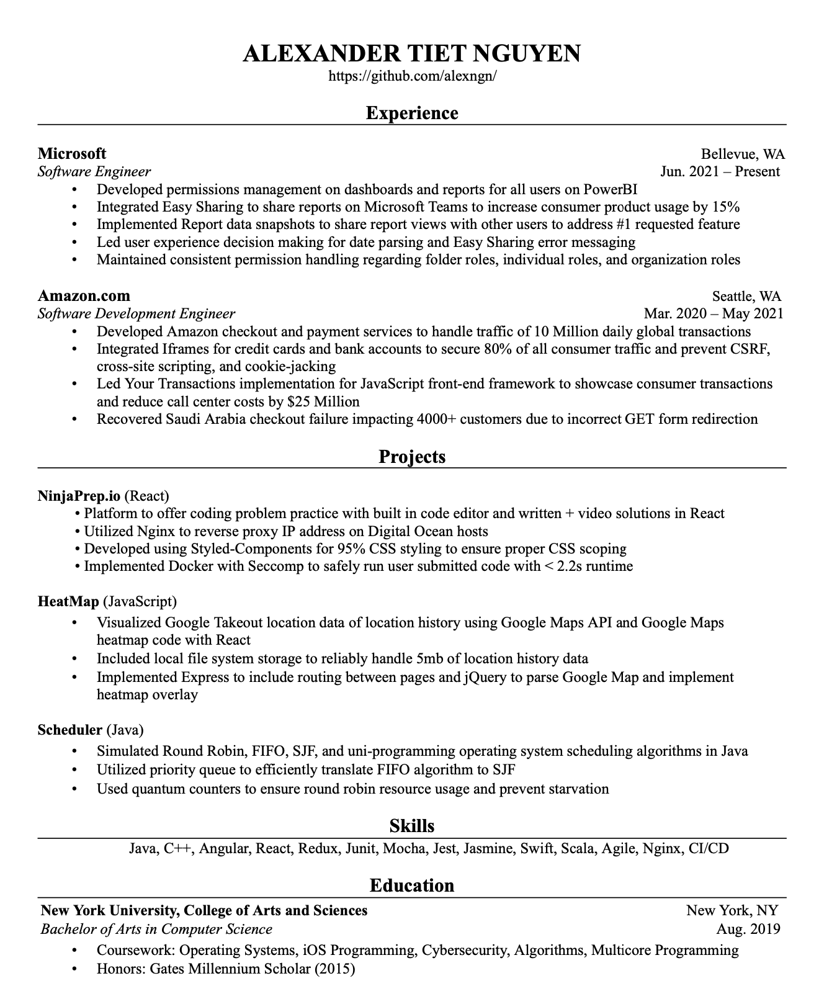 ALEXANDER TIET NGUYEN
https://github.com/alexngn/
Experience
Microsoft Bellevue, WA
Software Engineer Jun. 2021 – Present
• Developed permissions management on dashboards and reports for all users on PowerBI
• Integrated Easy Sharing to share reports on Microsoft Teams to increase consumer product usage by 15%
• Implemented Report data snapshots to share report views with other users to address #1 requested feature
• Led user experience decision making for date parsing and Easy Sharing error messaging
• Maintained consistent permission handling regarding folder roles, individual roles, and organization roles
Amazon.com Seattle, WA
Software Development Engineer Mar. 2020 – May 2021
• Developed Amazon checkout and payment services to handle traffic of 10 Million daily global transactions
• Integrated Iframes for credit cards and bank accounts to secure 80% of all consumer traffic and prevent CSRF,
cross-site scripting, and cookie-jacking
• Led Your Transactions implementation for JavaScript front-end framework to showcase consumer transactions
and reduce call center costs by $25 Million
• Recovered Saudi Arabia checkout failure impacting 4000+ customers due to incorrect GET form redirection
Projects
NinjaPrep.io (React)
• Platform to offer coding problem practice with built in code editor and written + video solutions in React
• Utilized Nginx to reverse proxy IP address on Digital Ocean hosts
• Developed using Styled-Components for 95% CSS styling to ensure proper CSS scoping
• Implemented Docker with Seccomp to safely run user submitted code with < 2.2s runtime
HeatMap (JavaScript)
• Visualized Google Takeout location data of location history using Google Maps API and Google Maps
heatmap code with React
• Included local file system storage to reliably handle 5mb of location history data
• Implemented Express to include routing between pages and jQuery to parse Google Map and implement
heatmap overlay
Scheduler (Java)
• Simulated Round Robin, FIFO, SJF, and uni-programming operating system scheduling algorithms in Java
• Utilized priority queue to efficiently translate FIFO algorithm to SJF
• Used quantum counters to ensure round robin resource usage and prevent starvation
Skills
Java, C++, Angular, React, Redux, Junit, Mocha, Jest, Jasmine, Swift, Scala, Agile, Nginx, CI/CD
Education
New York University, College of Arts and Sciences New York, NY
Bachelor of Arts in Computer Science Aug. 2019
• Coursework: Operating Systems, iOS Programming, Cybersecurity, Algorithms, Multicore Programming
• Honors: Gates Millennium Scholar (2015)